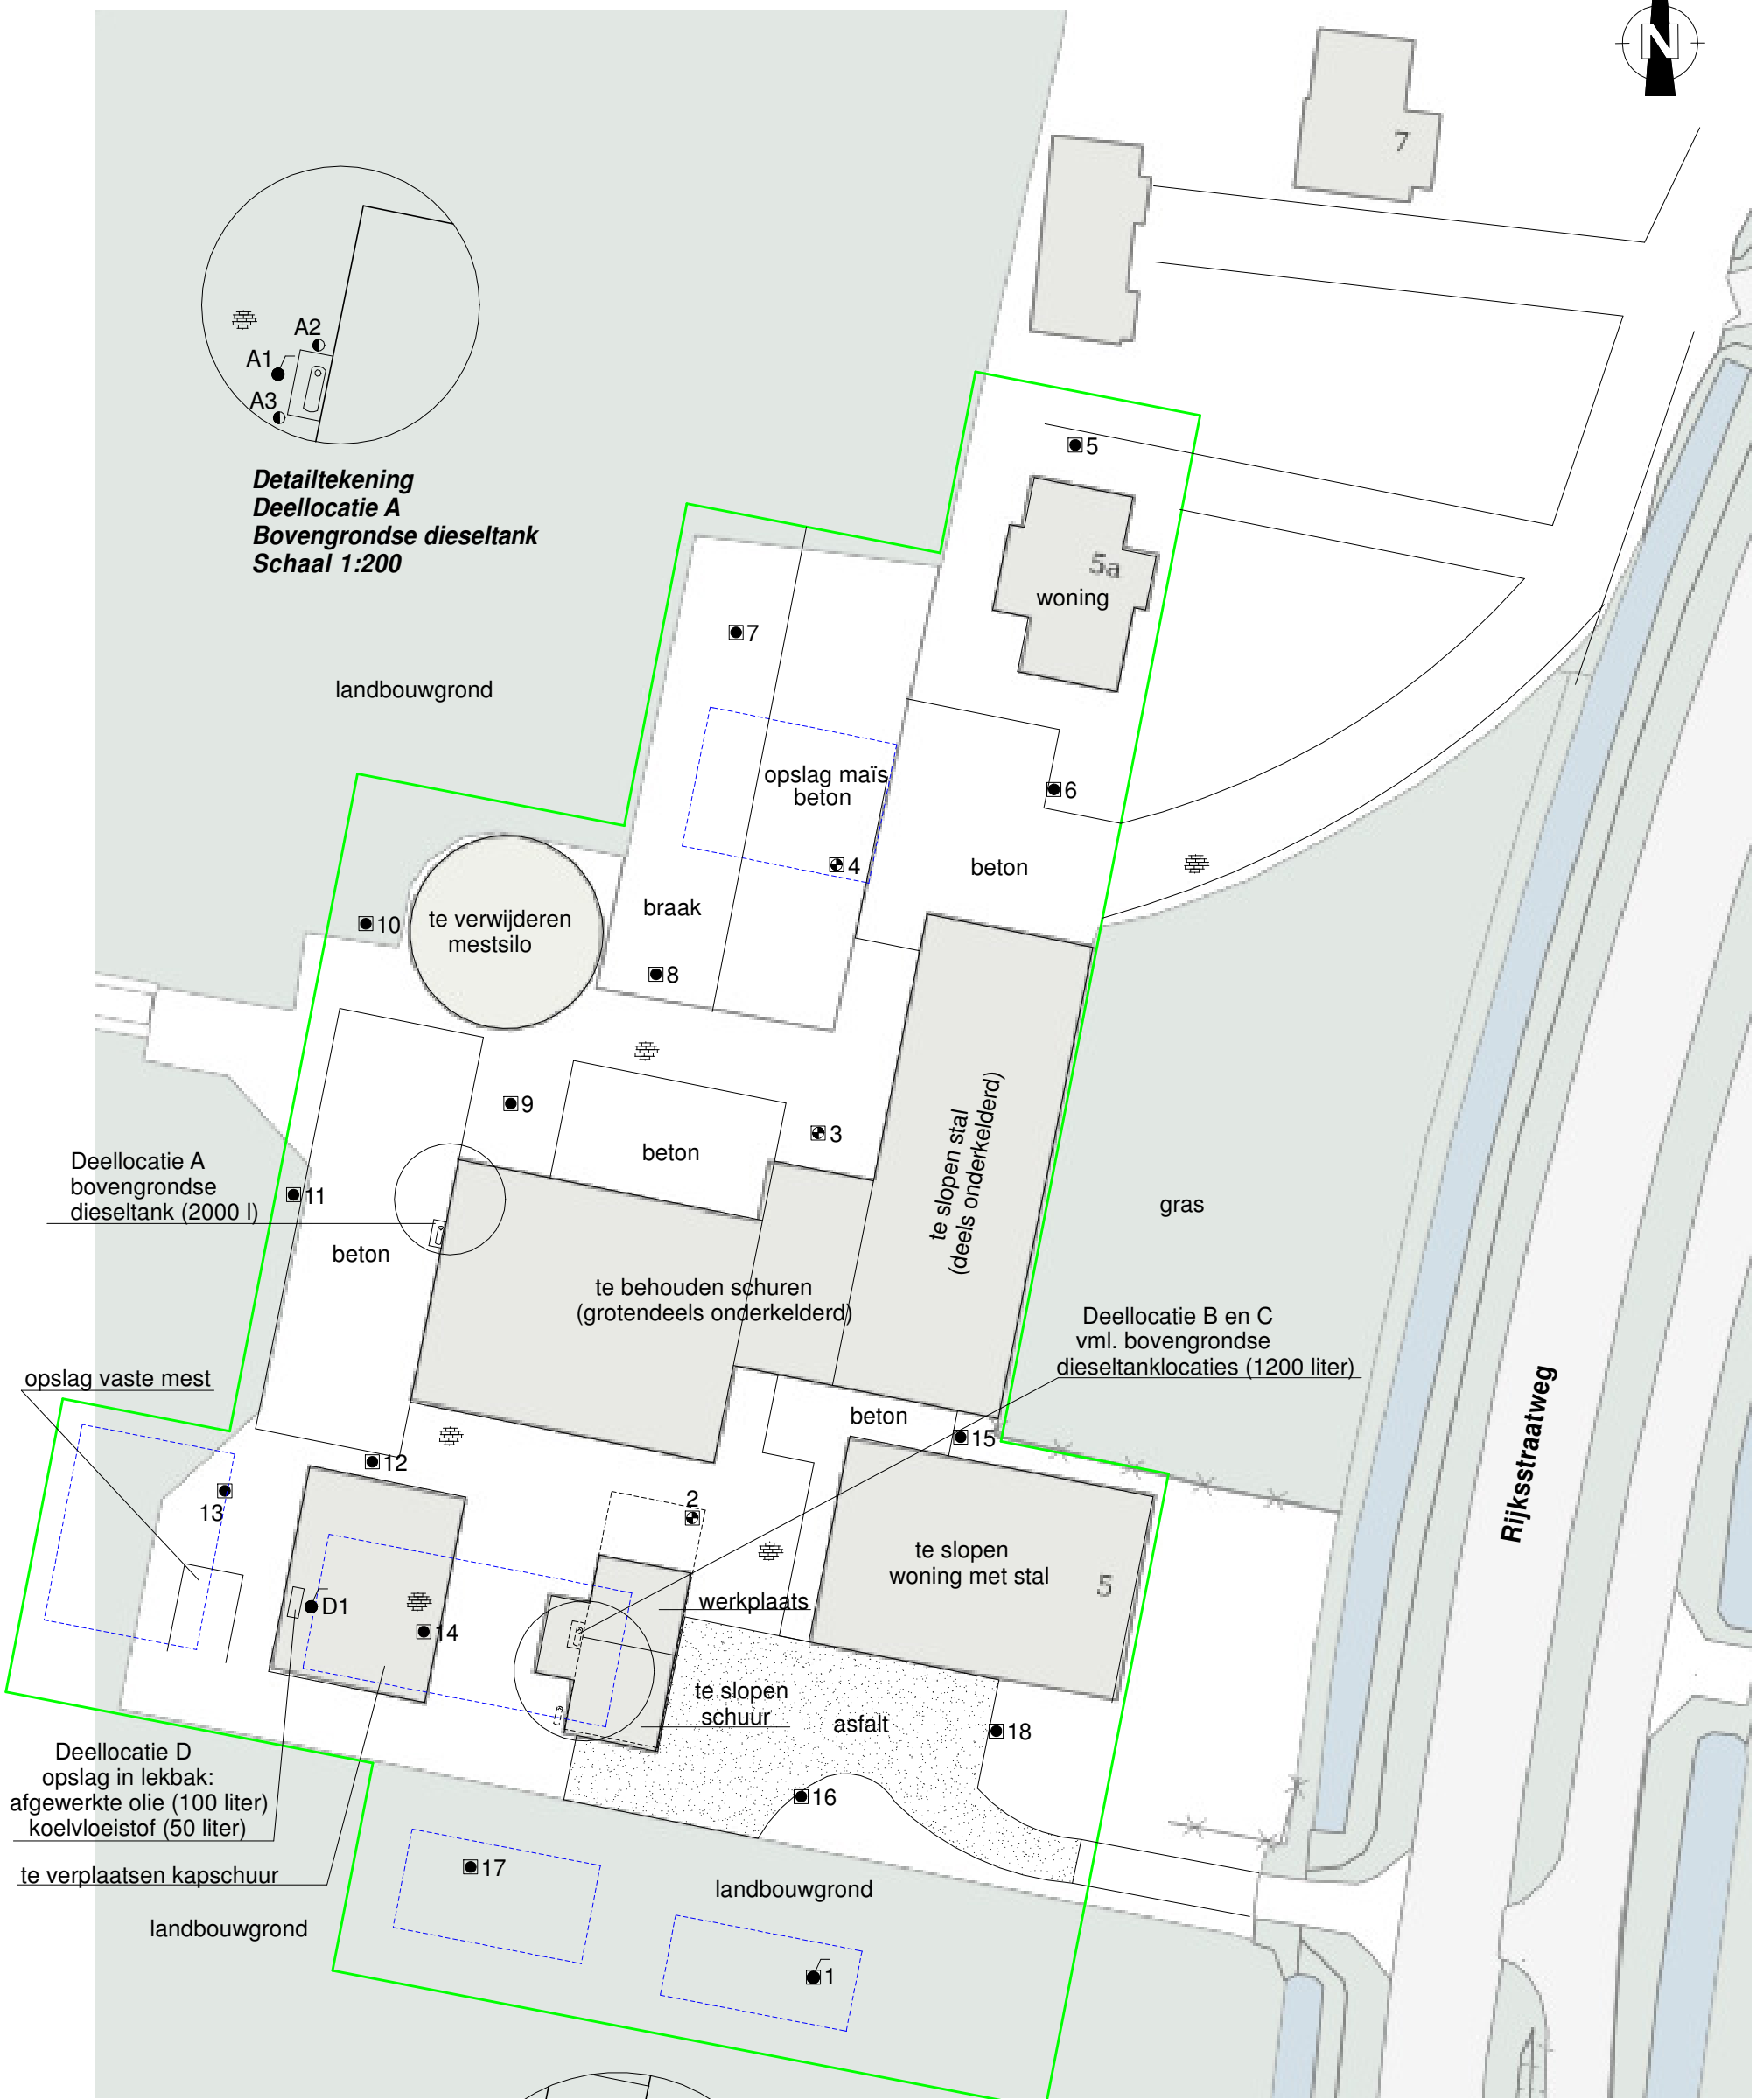 N
7
A2
A1
A3
Detailtekening
Deellocatie A
Bovengrondse dieseltank
Schaal 1:200
5
5a
woning
7
landbouwgrond
opslag maïs
beton
6
4
beton
braak
te verwijderen
mestsilo
10
8
9
3
beton
te slopen stal
(deels onderkelderd)
Deellocatie A
bovengrondse
dieseltank (2000 l)
11
gras
beton
te behouden schuren
(grotendeels onderkelderd)
Deellocatie B en C
vml. bovengrondse
dieseltanklocaties (1200 liter)
Rijksstraatweg
opslag vaste mest
beton
15
12
13
2
te slopen
woning met stal
5
werkplaats
D1
14
te slopen
schuur
asfalt
18
Deellocatie D
opslag in lekbak:
afgewerkte olie (100 liter)
koelvloeistof (50 liter)
16
te verplaatsen kapschuur
17
landbouwgrond
landbouwgrond
1